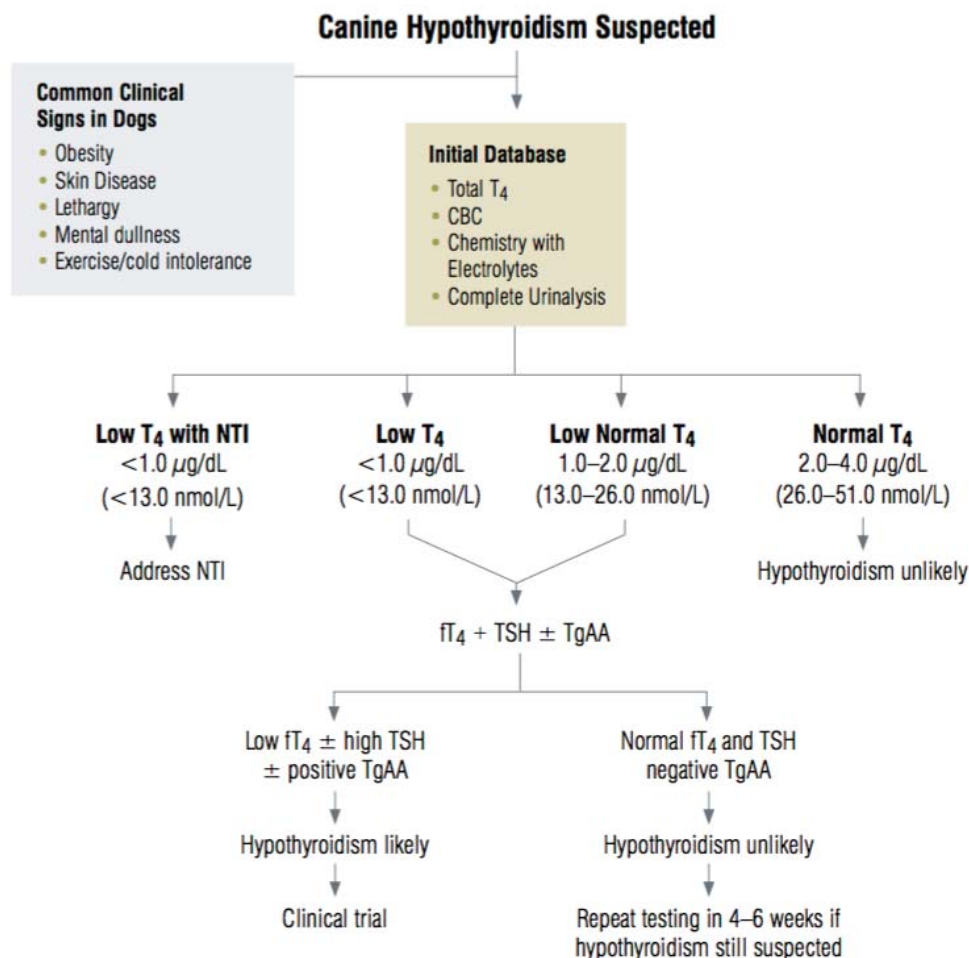 Canine Hypothyroidism Suspected
Common Clinical
Signs in Dogs
• Obesity
• Skin Disease
• Lethargy
• Mental dullness
• Exercise/cold intolerance
Initial Database
• Total T4
• CBC
• Chemistry with
Electrolytes
• Complete Urinalysis
Low T4 with NTI
<1.0 µg/dL
(<13.0 nmol/L)
Address NTI
Low T4
<1.0 µg/dL
(<13.0 nmol/L)
Low Normal T4
1.0–2.0 µg/dL
(13.0–26.0 nmol/L)
Normal T4
2.0–4.0 µg/dL
(26.0–51.0 nmol/L)
Hypothyroidism unlikely
fT4 + TSH ± TgAA
Low fT4 ± high TSH
± positive TgAA
Hypothyroidism likely
Clinical trial
Normal fT4 and TSH
negative TgAA
Hypothyroidism unlikely
Repeat testing in 4–6 weeks if
hypothyroidism still suspected